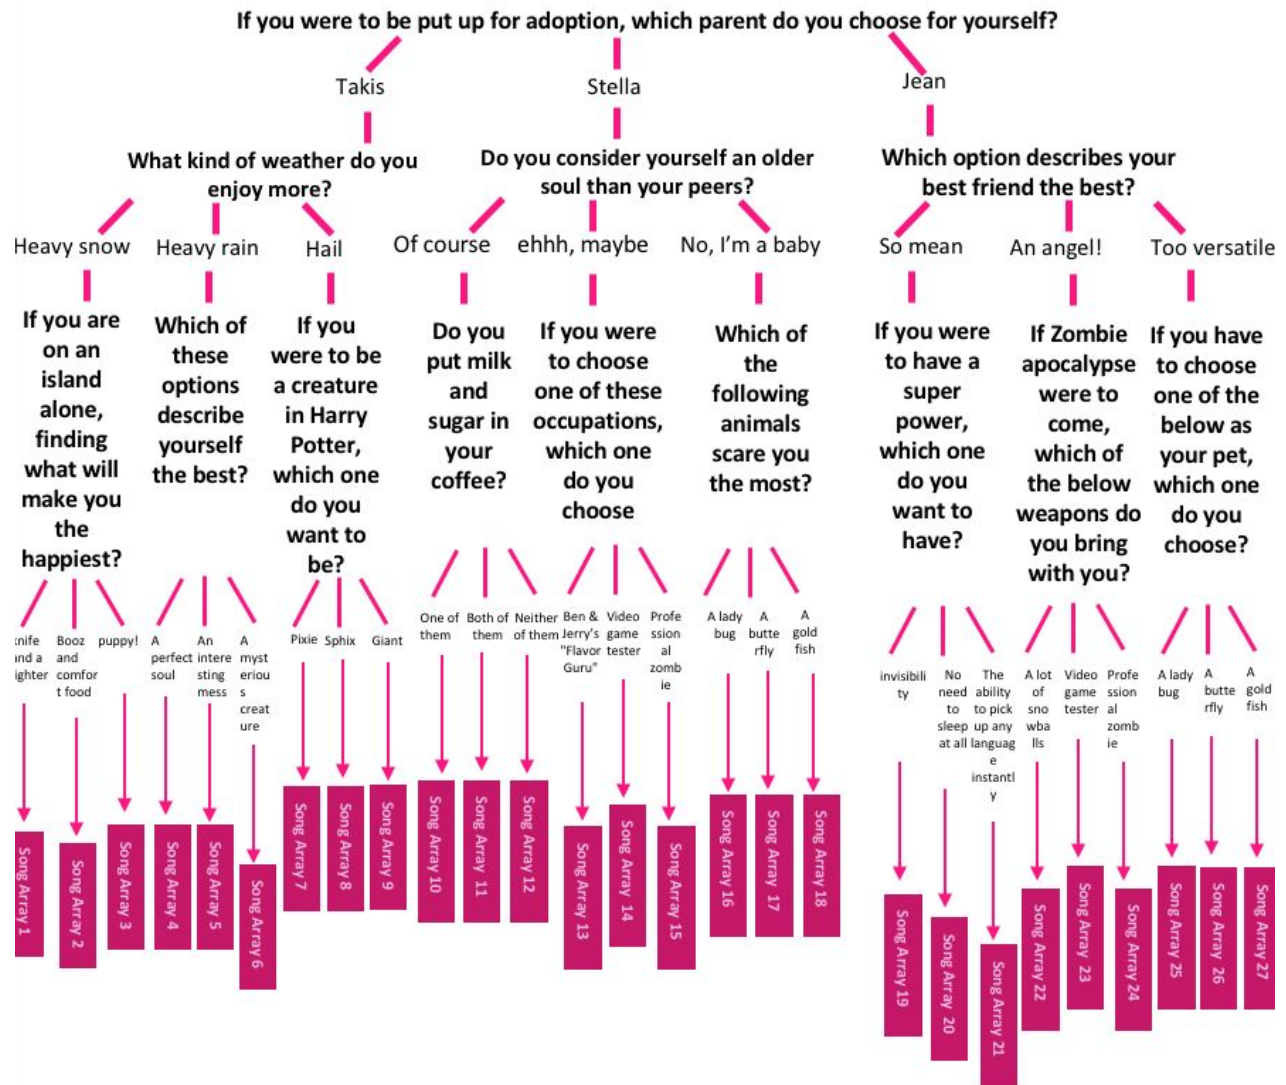 If you were to be put up for adoption, which parent do you choose for yourself?
Takis
Stella
Jean
What kind of weather do you
enjoy more?
Do you consider yourself an older
soul than your peers?
Which option describes your
best friend the best?
Heavy snow
Heavy rain
Hail
Of course
ehhh, maybe
No, I'm a baby
So mean
An angel!
Too versatile
If you are
on an
island
alone,
finding
what will
make you
the
happiest?
Which of
these
options
describe
yourself
the best?
If you
were to be
a creature
in Harry
Potter,
which one
do you
want to
be?
Do you
put milk
and
sugar in
your
coffee?
If you were
to choose
one of these
occupations,
which one
do you
choose
Which of
the
following
animals
scare you
the most?
If you were
to have a
super
power,
which one
do you
want to
have?
If Zombie
apocalypse
were to
come,
which of
the below
weapons do
you bring
with you?
If you have
to choose
one of the
below as
your pet,
which one
do you
choose?
knife
and a
lighter
Booz
and
comfor
t food
puppy!
A
perfect
soul
An
intere
sting
mess
A
myst
eriou
s
creat
ure
Pixie
Sphix
Giant
One of
them
Both of
them
Neither
of them
Ben &
Jerry's
"Flavor
Guru"
Video
game
tester
Profe
ssion
al
zomb
ie
A lady
bug
A
butte
rfly
A
gold
fish
invisibili
ty
No
need
to
sleep
at all
The
ability
to pick
up any
languag
e
instantl
y
A lot
of
sno
wba
lls
Video
game
tester
Profe
ssion
al
zomb
ie
A lady
bug
A
butte
rfly
A
gold
fish
Song Array 1
Song Array 2
Song Array 3
Song Array 4
Song Array 5
Song Array 6
Song Array 7
Song Array 8
Song Array 9
Song Array 10
Song Array 11
Song Array 12
Song Array 13
Song Array 14
Song Array 15
Song Array 16
Song Array 17
Song Array 18
Song Array 19
Song Array 20
Song Array 21
Song Array 22
Song Array 23
Song Array 24
Song Array 25
Song Array 26
Song Array 27